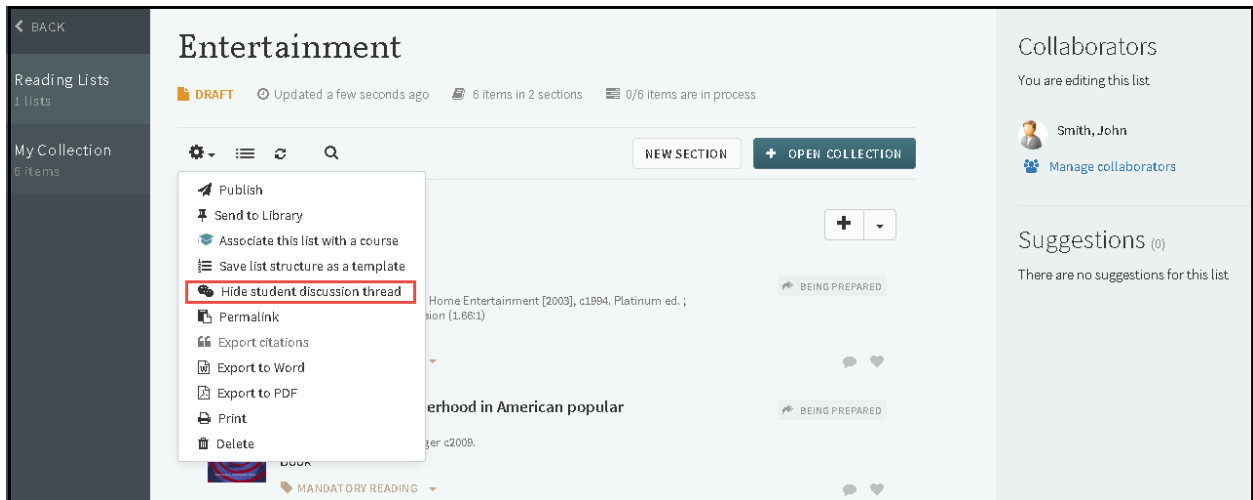 BACK
Reading Lists
1 lists
My Collection
6 items
Entertainment
DRAFT Updated a few seconds ago 6 items in 2 sections 0/6 items are in process
NEW SECTION + OPEN COLLECTION
Publish
Send to Library
Associate this list with a course
Save list structure as a template
Hide student discussion thread
Permalink
Export citations
Export to Word
Export to PDF
Print
Delete
BEING PREPARED
Home Entertainment [2003], c1994. Platinum ed. ;
sion (1.66:1)
erhood in American popular
BEING PREPARED
ger c2009.
Book
MANDATORY READING
Collaborators
You are editing this list
Smith, John
Manage collaborators
Suggestions (0)
There are no suggestions for this list